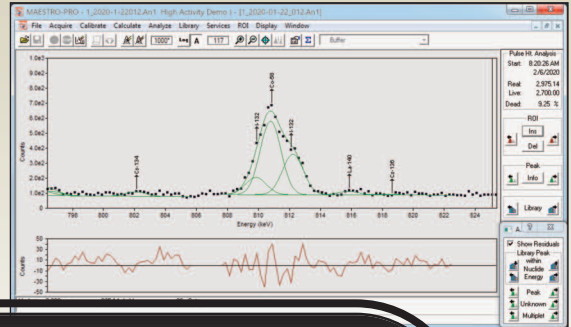 MAESTRO-PRO - 1_2020-1-22012.An1 High Activity Demo I - [1_2020-01-22_012.An1]
File Acquire Calibrate Calculate Analyze Library Services ROI Display Window
1000° Log A 117 Buffer
Pulse Ht. Analysis
Start: 8:20:26 AM
2/6/2020
Real: 2,975.14
Live: 2,700.00
Dead: 9.25 %
ROI
Ins
Del
Peak
Info
Library
1.0e3
9.0e2
8.0e2
7.0e2
6.0e2
5.0e2
4.0e2
3.0e2
2.0e2
1.0e2
0
Counts
Cs-134
I-132
Co-58
I-132
La-140
Cs-136
798 800 802 804 806 808 810 812 814 816 818 820 822 824
Energy (keV)
50
30
10
-10
-30
-50
Counts
A
Show Residuals
Library Peak
within
Nuclide
Energy
Peak
Unknown
Multiplet